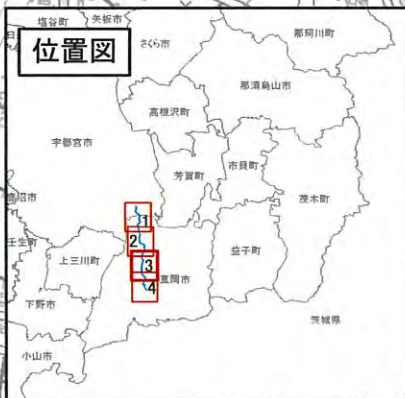 塩谷町
矢板市
那珂川町
さくら市
位置図
那須烏山市
高根沢町
宇都宮市
芳賀町
市貝町
茂木町
鹿沼市
1
壬生町
2
上三川町
益子町
3
真岡市
4
下野市
茨城県
小山市